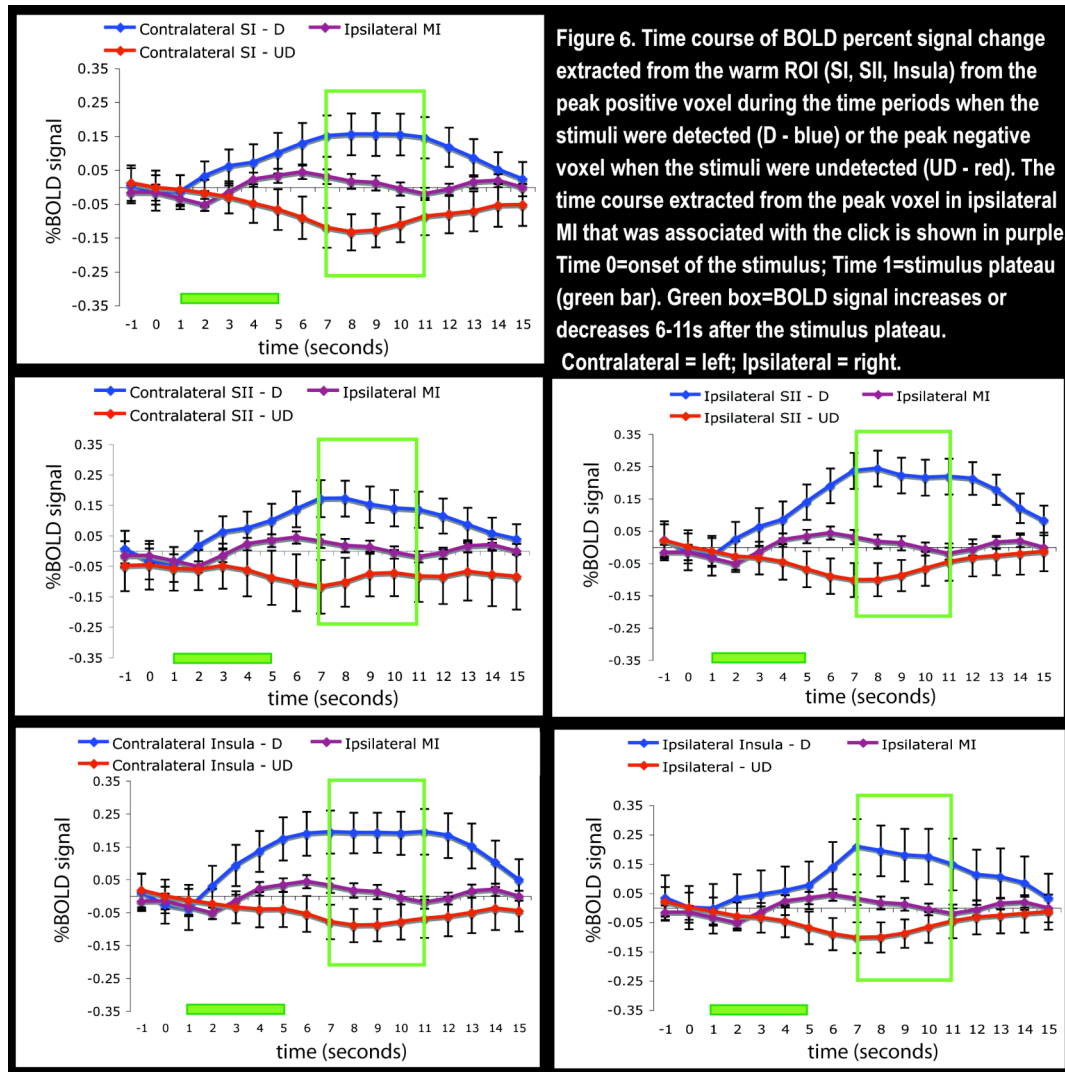 Contralateral SI - D
Ipsilateral MI
Contralateral SI - UD
0.35
0.25
0.15
0.05
-0.05
-0.15
-0.25
-0.35
%BOLD signal
-1 0 1 2 3 4 5 6 7 8 9 10 11 12 13 14 15
time (seconds)
Figure 6. Time course of BOLD percent signal change
extracted from the warm ROI (SI, SII, Insula) from the
peak positive voxel during the time periods when the
stimuli were detected (D - blue) or the peak negative
voxel when the stimuli were undetected (UD - red). The
time course extracted from the peak voxel in ipsilateral
MI that was associated with the click is shown in purple
Time 0=onset of the stimulus; Time 1=stimulus plateau
(green bar). Green box=BOLD signal increases or
decreases 6-11s after the stimulus plateau.
Contralateral = left; Ipsilateral = right.
Contralateral SII - D
Ipsilateral MI
Contralateral SII - UD
0.35
0.25
0.15
0.05
-0.05
-0.15
-0.25
-0.35
%BOLD signal
-1 0 1 2 3 4 5 6 7 8 9 10 11 12 13 14 15
time (seconds)
Ipsilateral SII - D
Ipsilateral MI
Ipsilateral SII - UD
0.35
0.25
0.15
0.05
-0.05
-0.15
-0.25
-0.35
%BOLD signal
-1 0 1 2 3 4 5 6 7 8 9 10 11 12 13 14 15
time (seconds)
Contralateral Insula - D
Ipsilateral MI
Contralateral Insula - UD
0.35
0.25
0.15
0.05
-0.05
-0.15
-0.25
-0.35
%BOLD signal
-1 0 1 2 3 4 5 6 7 8 9 10 11 12 13 14 15
time (seconds)
Ipsilateral Insula - D
Ipsilateral MI
Ipsilateral - UD
0.35
0.25
0.15
0.05
-0.05
-0.15
-0.25
-0.35
%BOLD signal
-1 0 1 2 3 4 5 6 7 8 9 10 11 12 13 14 15
time (seconds)